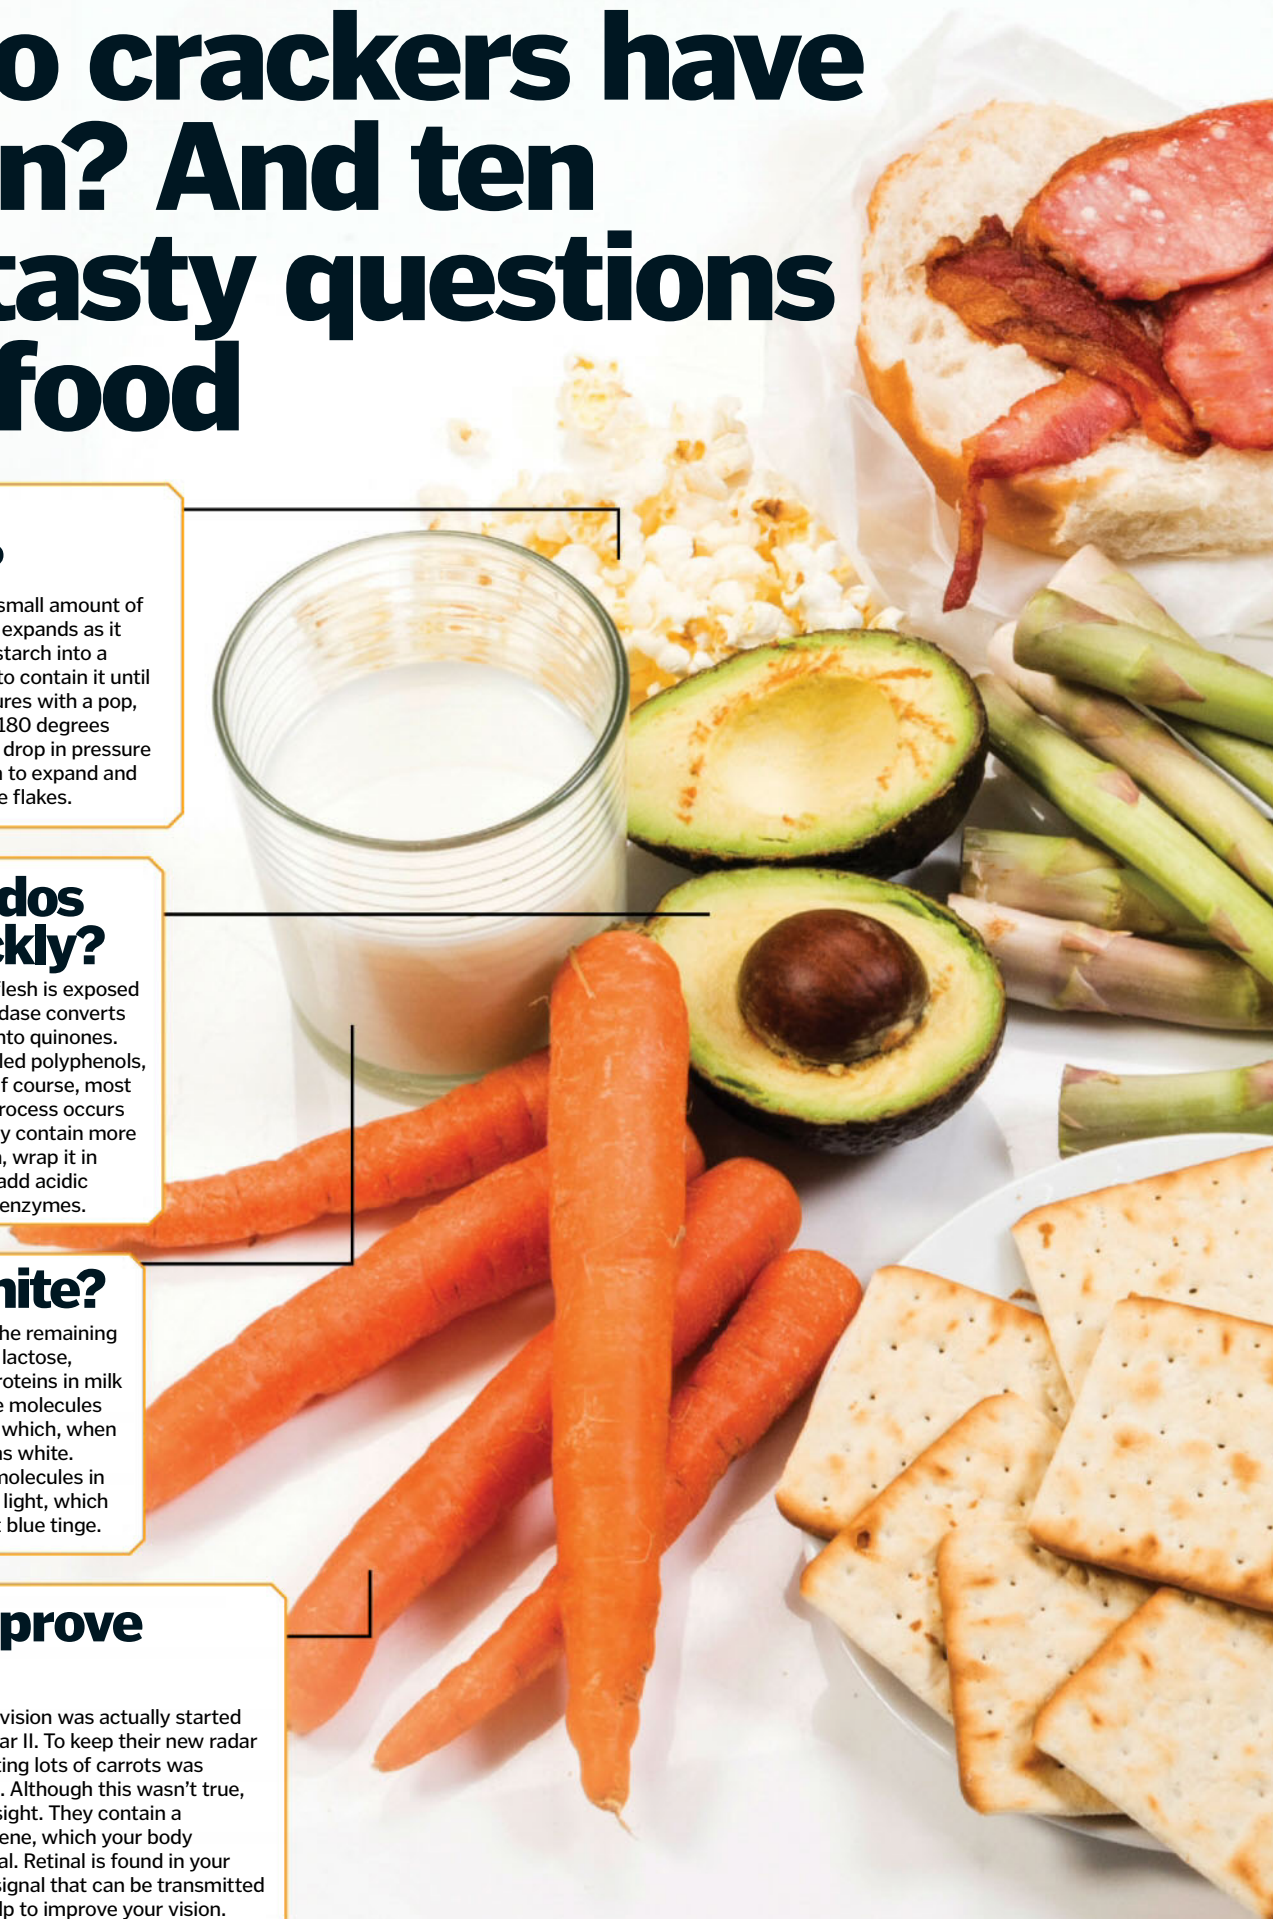 o crackers have
n? And ten
tasty questions
food
?
small amount of
expands as it
starch into a
to contain it until
ures with a pop,
180 degrees
drop in pressure
n to expand and
e flakes.
dos
ckly?
flesh is exposed
dase converts
nto quinones.
led polyphenols,
f course, most
rocess occurs
y contain more
, wrap it in
add acidic
enzymes.
hite?
he remaining
lactose,
roteins in milk
e molecules
which, when
as white.
molecules in
light, which
t blue tinge.
prove
vision was actually started
ar II. To keep their new radar
ting lots of carrots was
. Although this wasn't true,
sight. They contain a
ene, which your body
al. Retinal is found in your
signal that can be transmitted
lp to improve your vision.